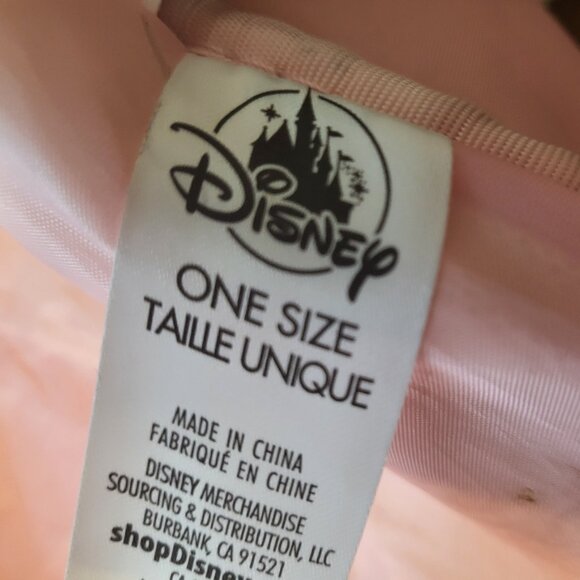 Disney
ONE SIZE
TAILLE UNIQUE
MADE IN CHINA
FABRIQUÉ EN CHINE
DISNEY MERCHANDISE
SOURCING & DISTRIBUTION, LLC
BURBANK, CA 91521
shopDisney